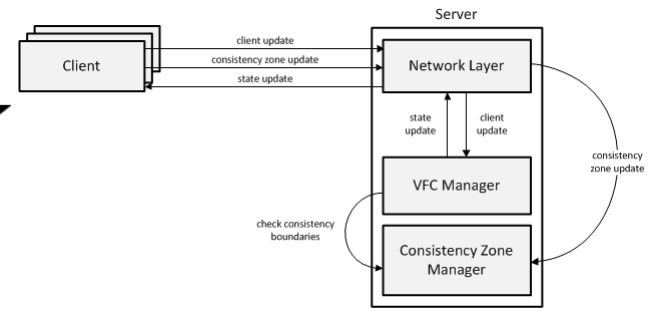 Server
client update
Client
consistency zone update
Network Layer
state update
state
update
client
update
consistency
zone update
VFC Manager
check consistency
boundaries
Consistency Zone
Manager